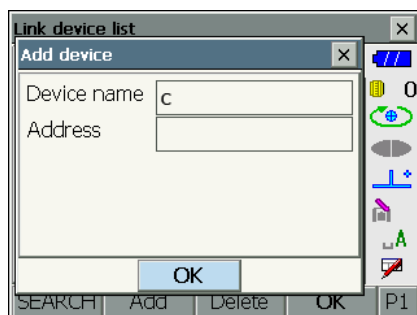 Link device list
Add device
Device name c
Address
0
A
OK
SEARCH Add Delete OK P1